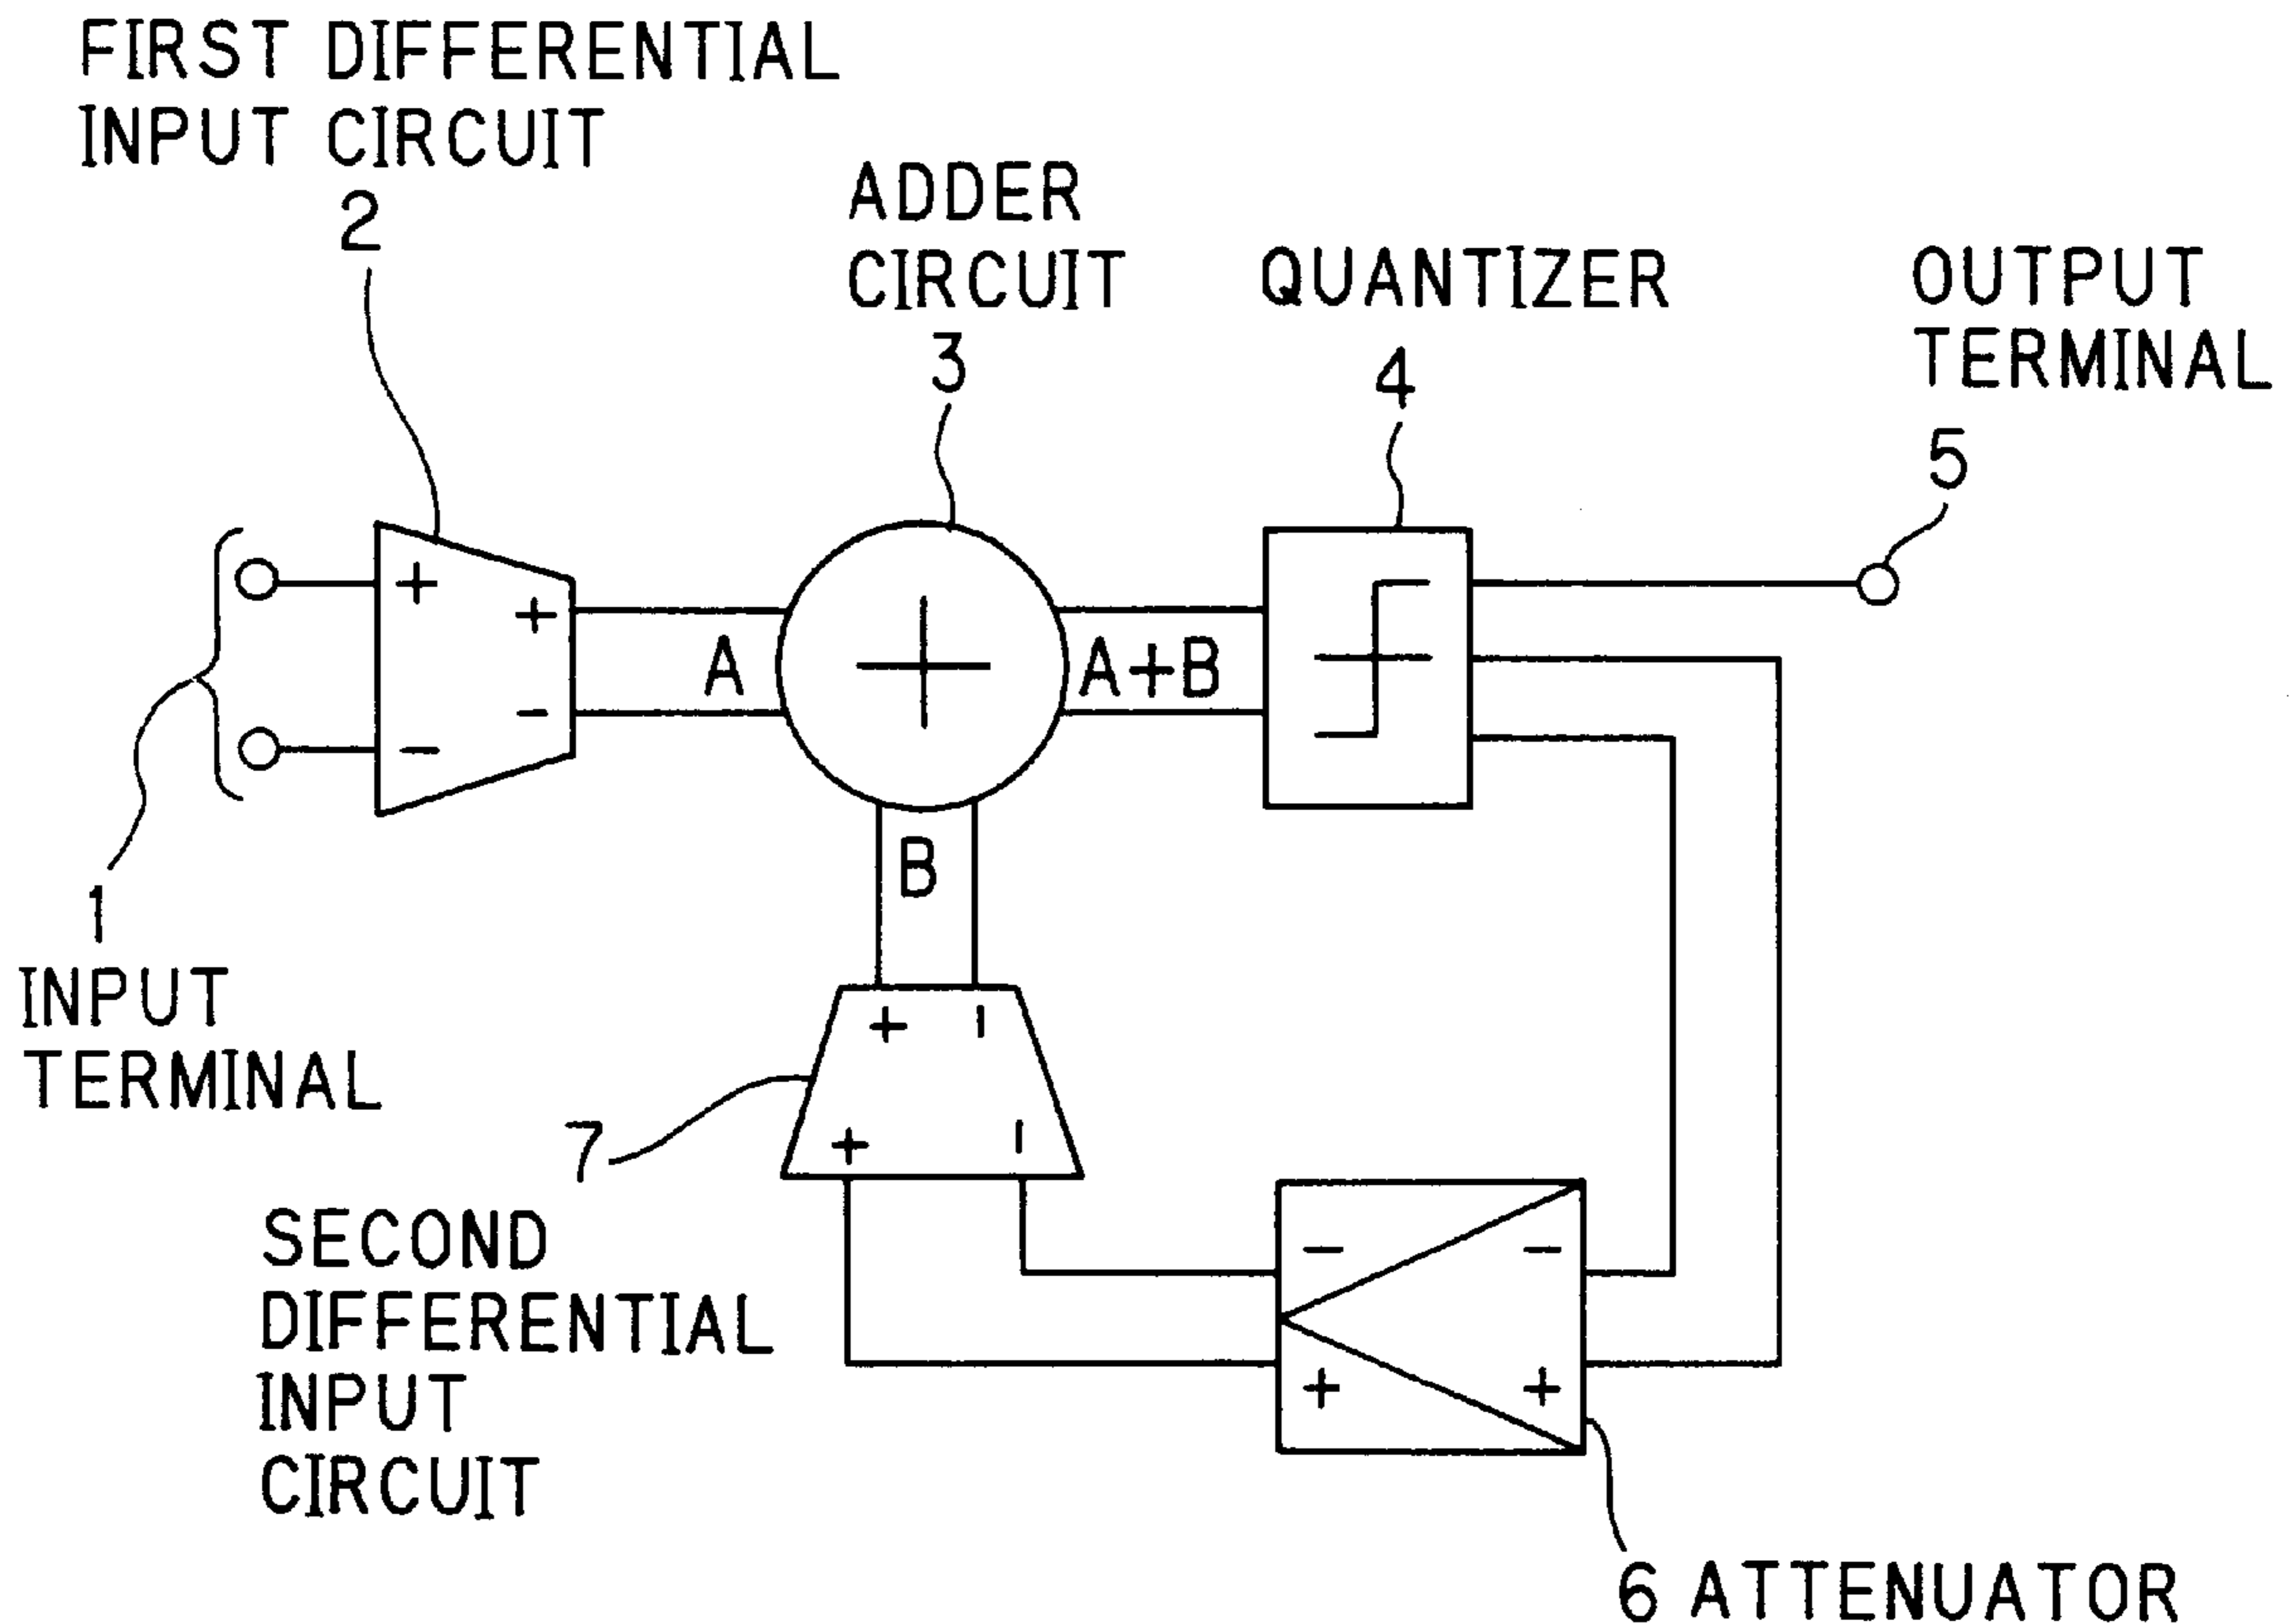 FIRST DIFFERENTIAL
INPUT CIRCUIT
2
ADDER
CIRCUIT
3
QUANTIZER
4
OUTPUT
TERMINAL
5
+
+
-
-
A
+
A+B
B
1
INPUT
TERMINAL
+ -
+ -
7
SECOND
DIFFERENTIAL
INPUT
CIRCUIT
- -
+ +
6 ATTENUATOR